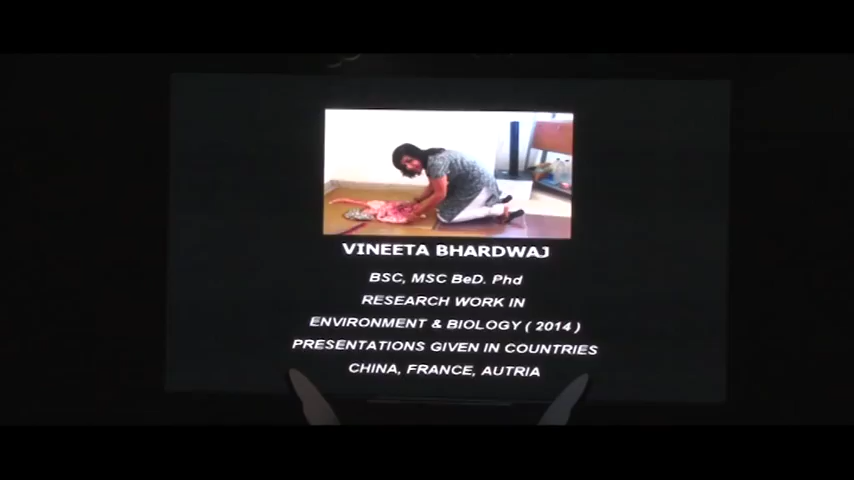 VINEETA BHARDWAJ
BSC, MSC BeD. Phd
RESEARCH WORK IN
ENVIRONMENT & BIOLOGY ( 2014 )
PRESENTATIONS GIVEN IN COUNTRIES
CHINA, FRANCE, AUTRIA